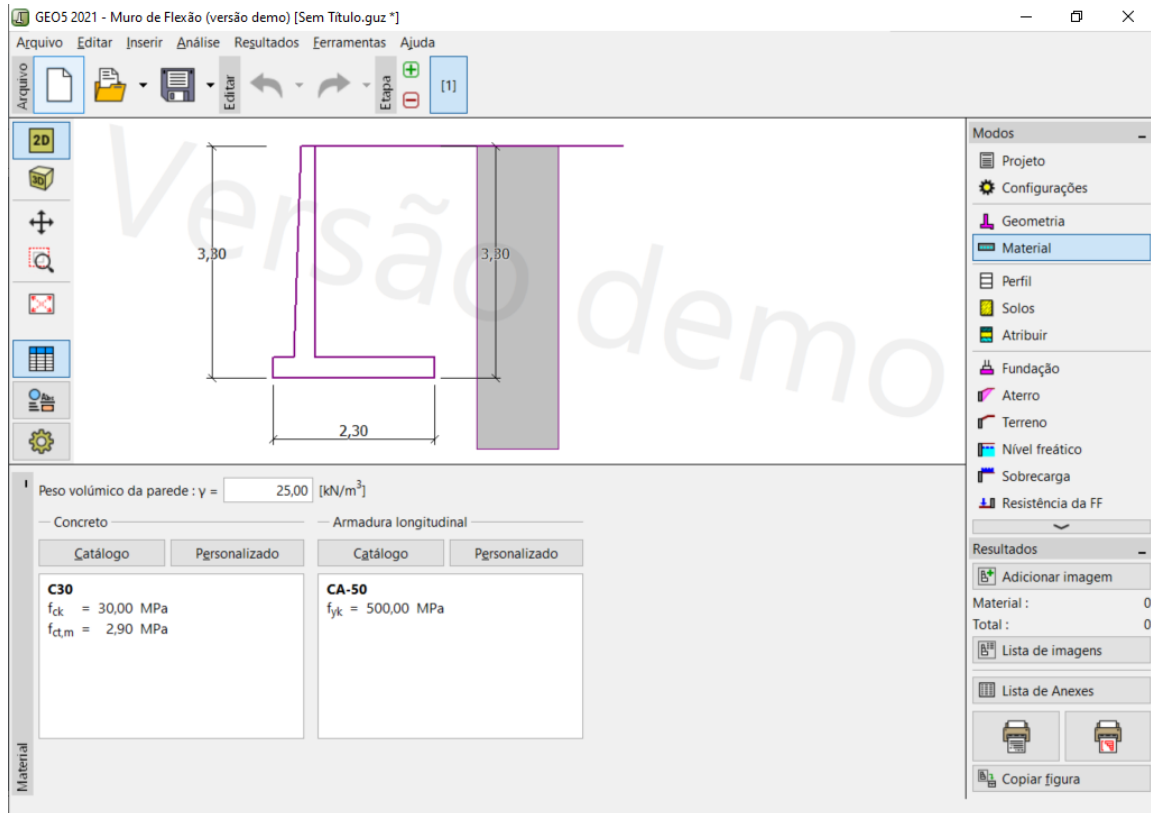 GEO5 2021 - Muro de Flexão (versão demo) [Sem Título.guz *]
Arquivo Editar Inserir Análise Resultados Ferramentas Ajuda
Arquivo
Editar
Etapa
[1]
2D
3D
Versão demo
3,30
3,30
2,30
Modos
Projeto
Configurações
Geometria
Material
Perfil
Solos
Atribuir
Fundação
Aterro
Terreno
Nível freático
Sobrecarga
Resistência da FF
Resultados
Adicionar imagem
Material : 0
Total : 0
Lista de imagens
Lista de Anexes
Copiar figura
Material
Peso volúmico da parede : γ = 25,00 [kN/m³]
Concreto
Catálogo Personalizado
C30
fck = 30,00 MPa
fct,m = 2,90 MPa
Armadura longitudinal
Catálogo Personalizado
CA-50
fyk = 500,00 MPa